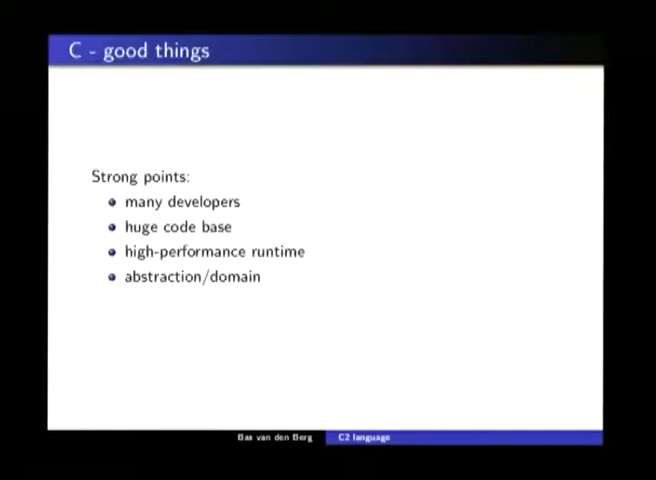 C - good things
Strong points:
many developers
huge code base
high-performance runtime
abstraction/domain
Bas van den Berg
C2 language